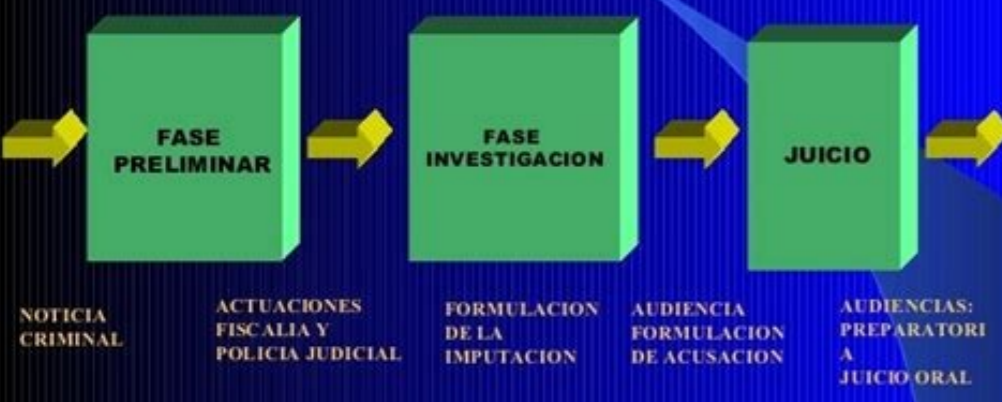 FASE
PRELIMINAR
FASE
INVESTIGACION
JUICIO
NOTICIA
CRIMINAL
ACTUACIONES
FISCALIA Y
POLICIA JUDICIAL
FORMULACION
DE LA
IMPUTACION
AUDIENCIA
FORMULACION
DE ACUSACION
AUDIENCIAS:
PREPARATORI
A
JUICIO ORAL